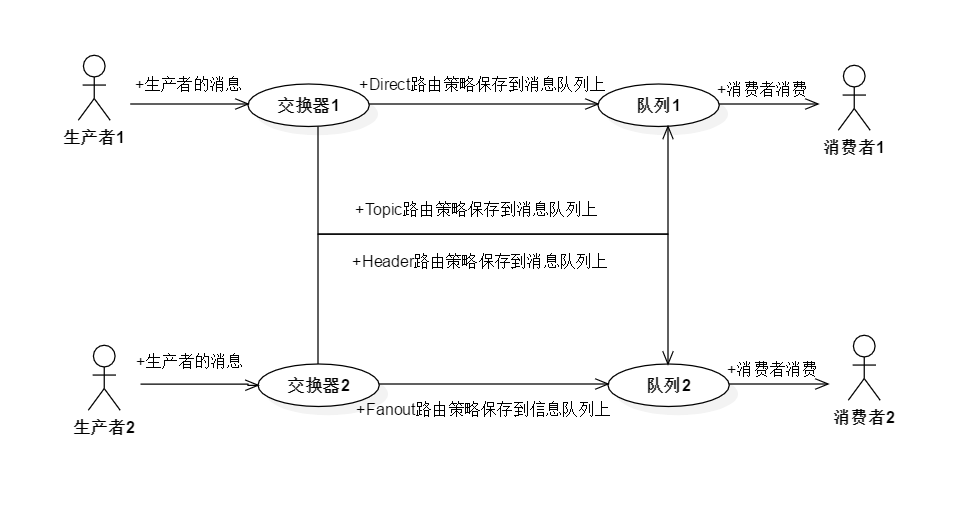 +生产者的消息
+Direct路由策略保存到消息队列上
+消费者消费
交换器1
队列1
生产者1
消费者1
+Topic路由策略保存到消息队列上
+Header路由策略保存到消息队列上
+生产者的消息
+消费者消费
交换器2
队列2
+Fanout路由策略保存到信息队列上
生产者2
消费者2